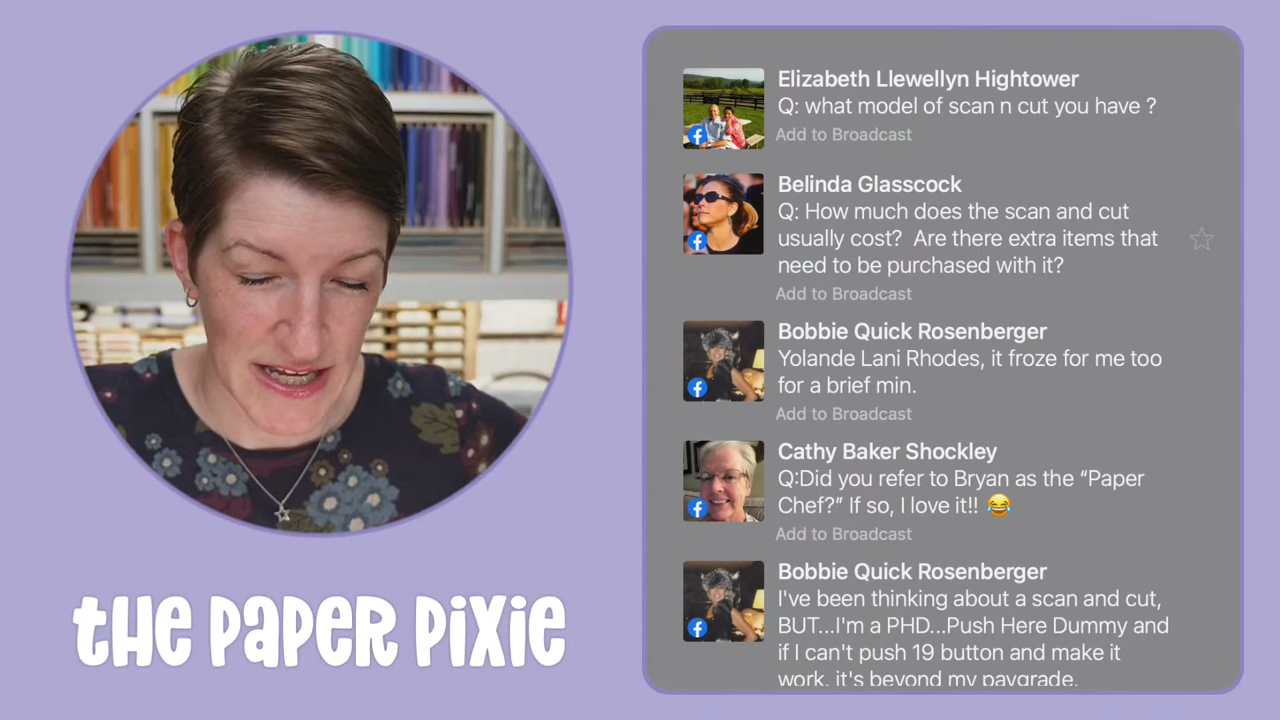 Elizabeth Llewellyn Hightower
Q: what model of scan n cut you have ?
Add to Broadcast
Belinda Glasscock
Q: How much does the scan and cut
usually cost?  Are there extra items that
need to be purchased with it?
Add to Broadcast
Bobbie Quick Rosenberger
Yolande Lani Rhodes, it froze for me too
for a brief min.
Add to Broadcast
Cathy Baker Shockley
Q:Did you refer to Bryan as the “Paper
Chef?” If so, I love it!! 😂
Add to Broadcast
Bobbie Quick Rosenberger
I've been thinking about a scan and cut,
BUT...I'm a PHD...Push Here Dummy and
if I can't push 19 button and make it
work, it's beyond my paygrade.
the paper pixie